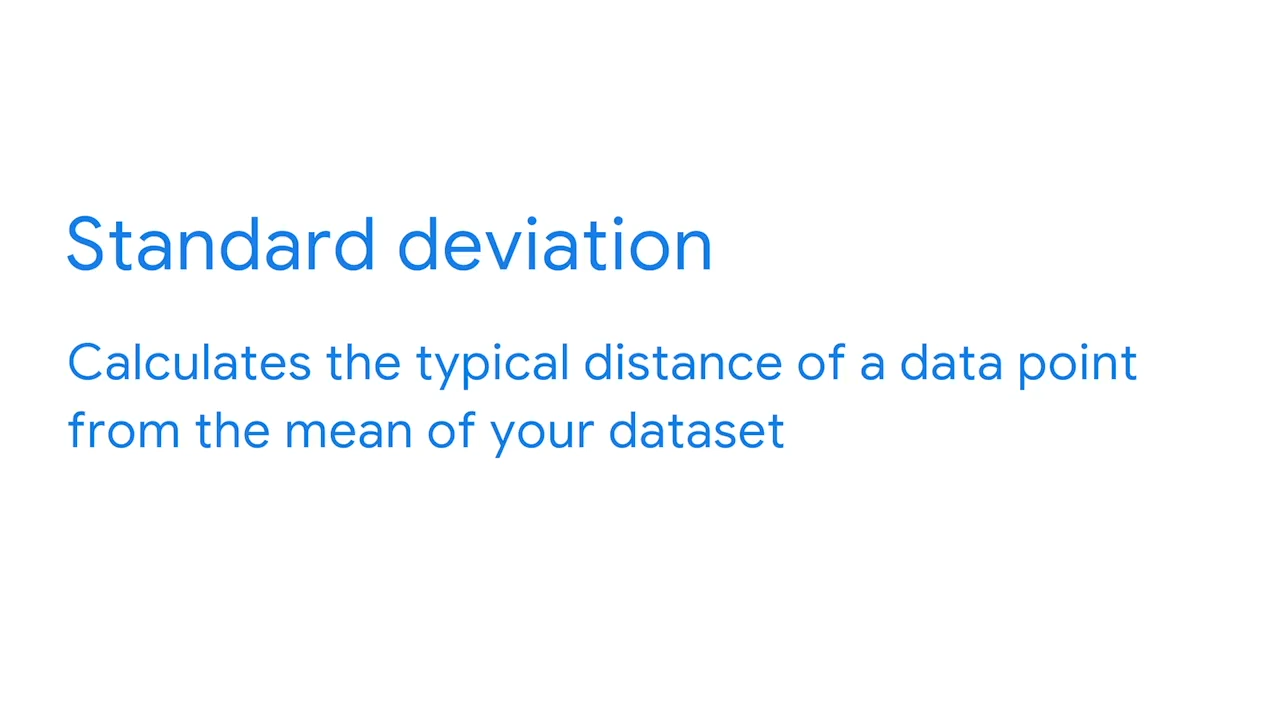 Standard deviation
Calculates the typical distance of a data point
from the mean of your dataset